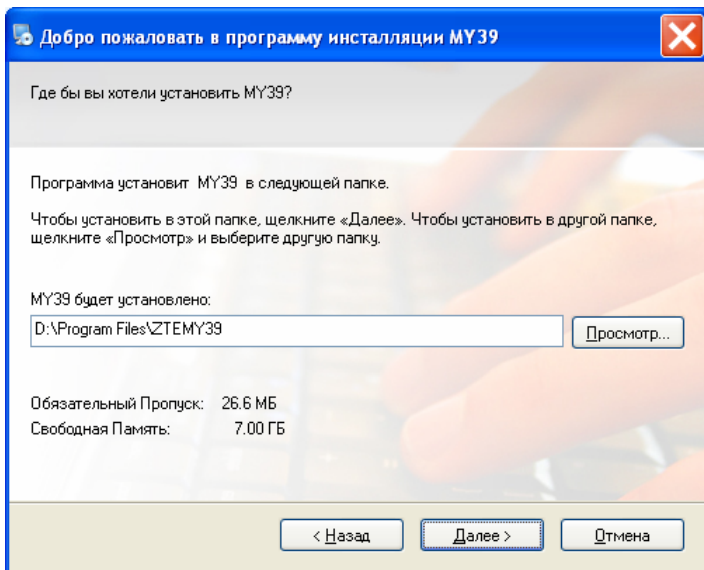 Добро пожаловать в программу инсталляции MY39
Где бы вы хотели установить MY39?
Программа установит MY39 в следующей папке.
Чтобы установить в этой папке, щелкните «Далее». Чтобы установить в другой папке,
щелкните «Просмотр» и выберите другую папку.
MY39 будет установлено:
D:\Program Files\ZTEMY39
Просмотр...
Обязательный Пропуск: 26.6 МБ
Свободная Память: 7.00 ГБ
< Назад Далее > Отмена